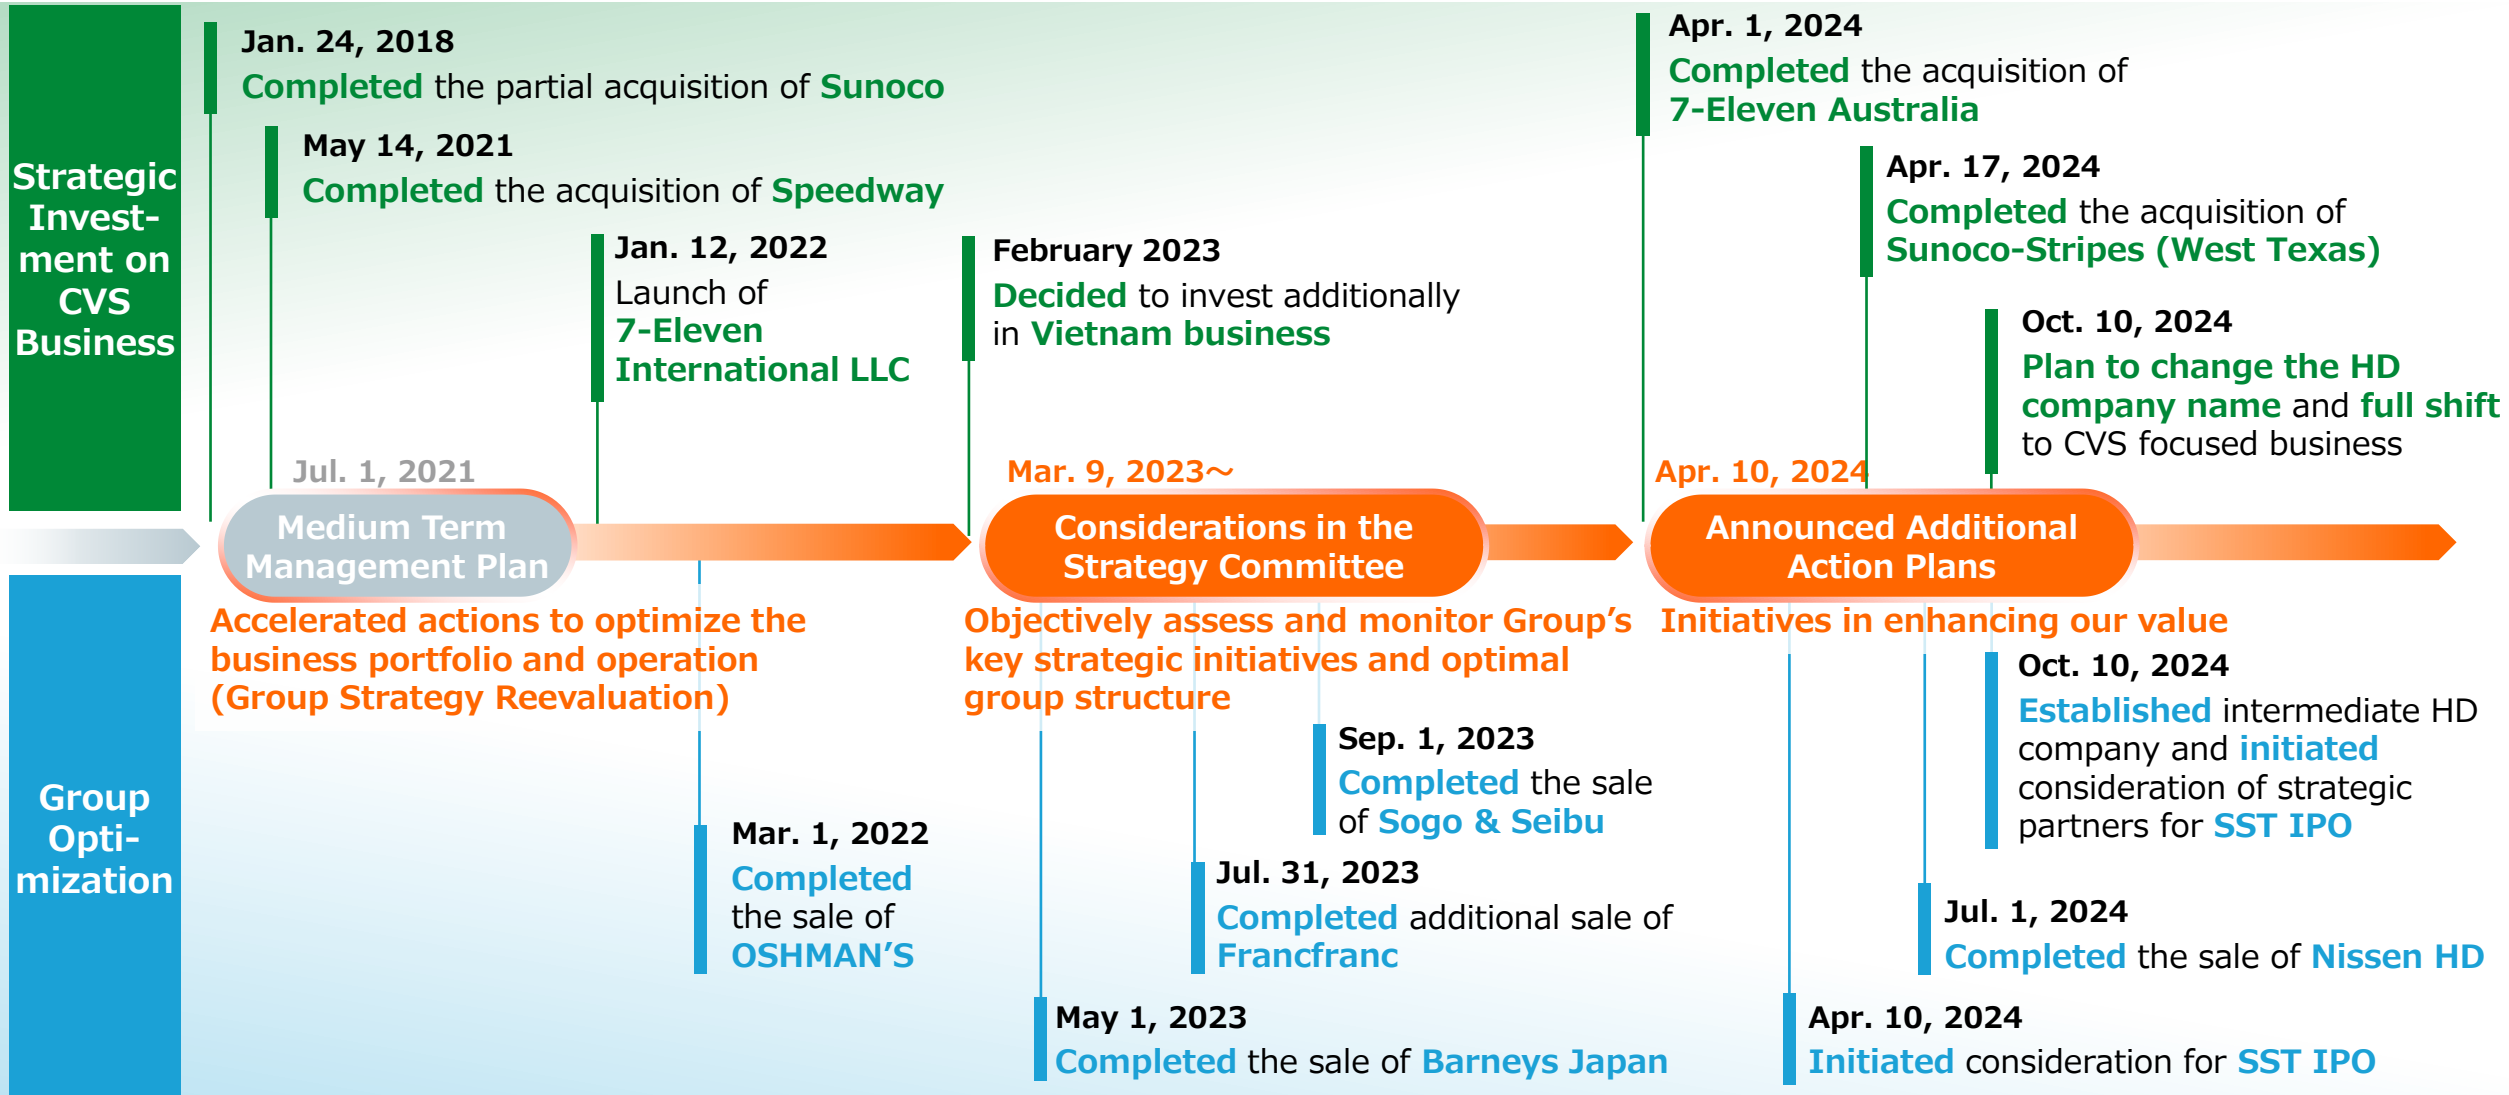 Strategic
Invest-
ment on
CVS
Business
Jan. 24, 2018
Completed the partial acquisition of Sunoco
May 14, 2021
Completed the acquisition of Speedway
Jan. 12, 2022
Launch of
7-Eleven
International LLC
February 2023
Decided to invest additionally
in Vietnam business
Apr. 1, 2024
Completed the acquisition of
7-Eleven Australia
Apr. 17, 2024
Completed the acquisition of
Sunoco-Stripes (West Texas)
Oct. 10, 2024
Plan to change the HD
company name and full shift
to CVS focused business
Jul. 1, 2021
Medium Term
Management Plan
Accelerated actions to optimize the
business portfolio and operation
(Group Strategy Reevaluation)
Mar. 9, 2023～
Considerations in the
Strategy Committee
Objectively assess and monitor Group’s
key strategic initiatives and optimal
group structure
Apr. 10, 2024
Announced Additional
Action Plans
Initiatives in enhancing our value
Group
Opti-
mization
Mar. 1, 2022
Completed
the sale of
OSHMAN’S
May 1, 2023
Completed the sale of Barneys Japan
Jul. 31, 2023
Completed additional sale of
Francfranc
Sep. 1, 2023
Completed the sale
of Sogo & Seibu
Apr. 10, 2024
Initiated consideration for SST IPO
Jul. 1, 2024
Completed the sale of Nissen HD
Oct. 10, 2024
Established intermediate HD
company and initiated
consideration of strategic
partners for SST IPO